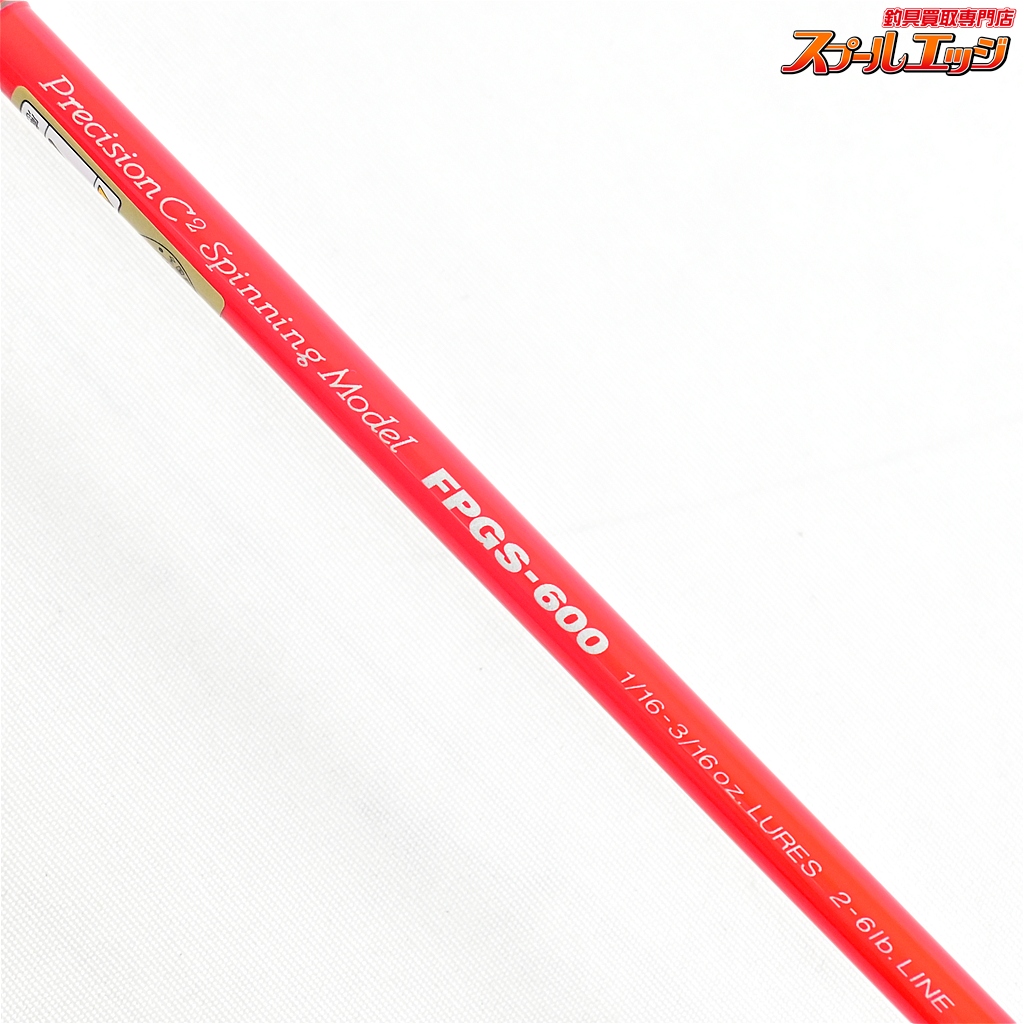 釣具買取専門店
スプールエッジ
Precision C2 Spinning Model FPGS-600 1/16-3/16oz. LURES 2-6lb. LINE